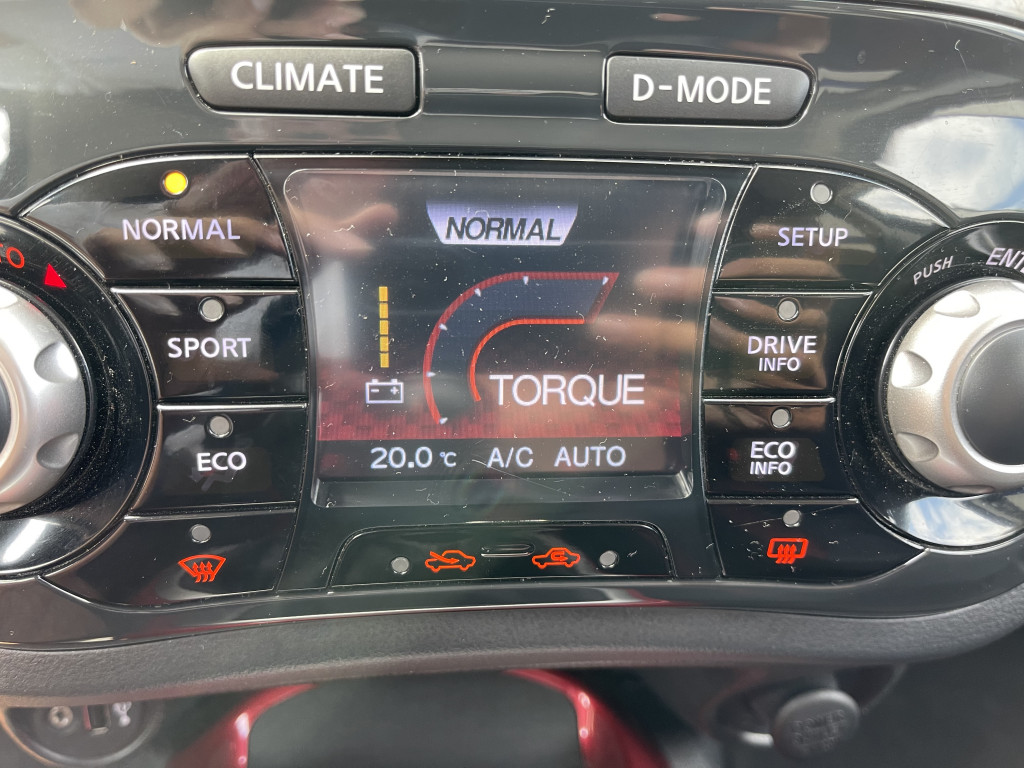 CLIMATE
D-MODE
NORMAL
NORMAL
SETUP
PUSH
SPORT
DRIVE
INFO
TORQUE
ECO
ECO
INFO
20.0 °C A/C AUTO